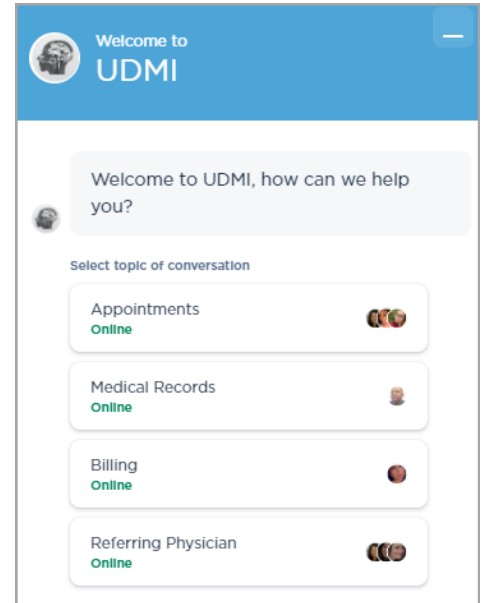 Welcome to
UDMI
Welcome to UDMI, how can we help
you?
Select topic of conversation
Appointments
Online
Medical Records
Online
Billing
Online
Referring Physician
Online